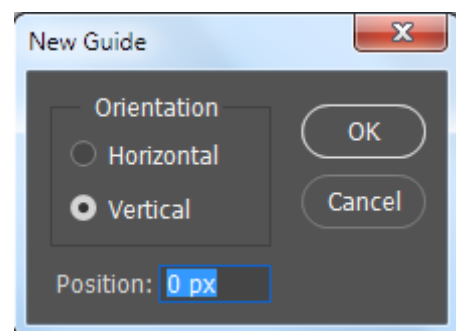 New Guide
Orientation
Horizontal
Vertical
OK
Cancel
Position: 0 px